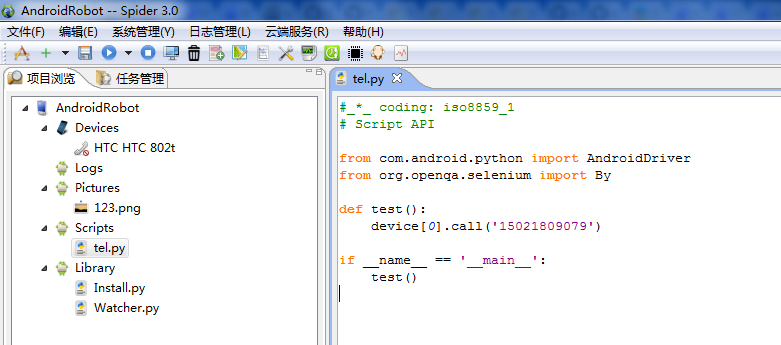 AndroidRobot -- Spider 3.0
文件(F) 编辑(E) 系统管理(Y) 日志管理(L) 云端服务(R) 帮助(H)
项目浏览 任务管理
AndroidRobot
Devices
HTC HTC 802t
Logs
Pictures
123.png
Scripts
tel.py
Library
Install.py
Watcher.py
tel.py
#_*_ coding: iso8859_1
# Script API
from com.android.python import AndroidDriver
from org.openqa.selenium import By
def test():
    device[0].call('15021809079')
if __name__ == '__main__':
    test()